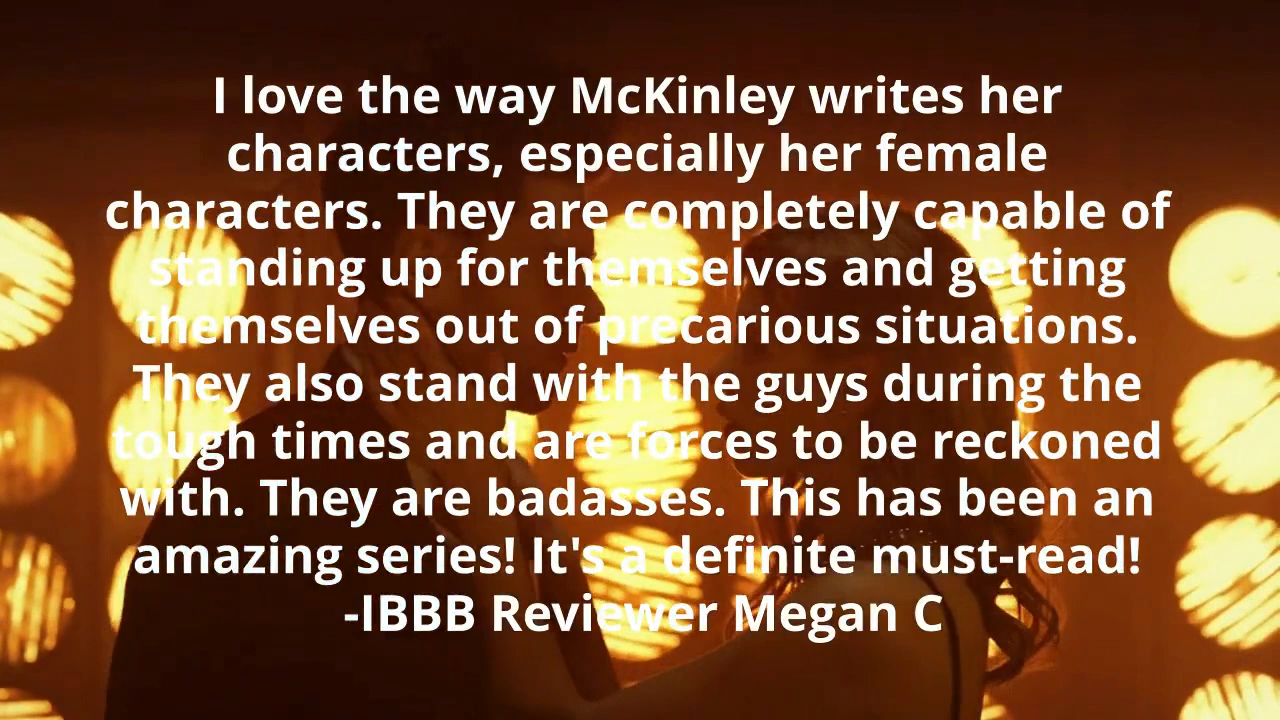 I love the way McKinley writes her
characters, especially her female
characters. They are completely capable of
standing up for themselves and getting
themselves out of precarious situations.
They also stand with the guys during the
tough times and are forces to be reckoned
with. They are badasses. This has been an
amazing series! It's a definite must-read!
-IBBB Reviewer Megan C